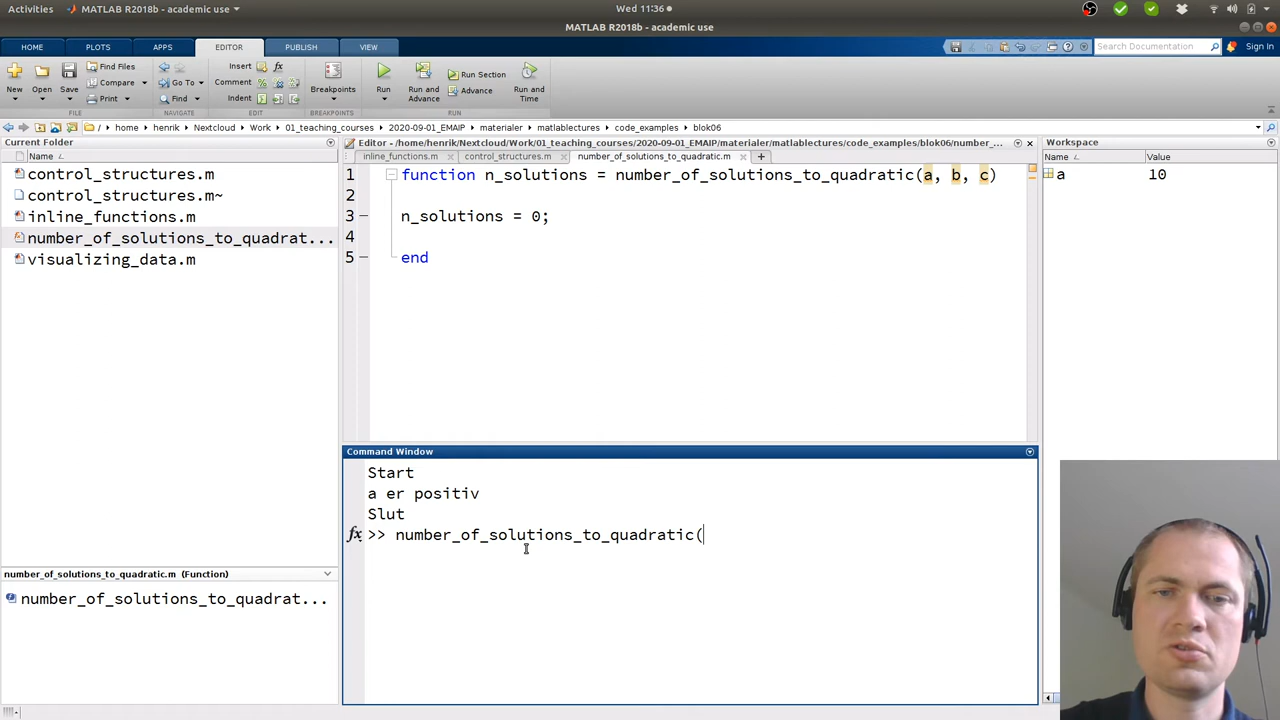 Activities
MATLAB R2018b - academic use
Wed 11:36
MATLAB R2018b - academic use
HOME
PLOTS
APPS
EDITOR
PUBLISH
VIEW
Search Documentation
Sign In
New
Open
Save
Find Files
Compare
Print
Go To
Find
Insert
fx
Comment
Indent
Breakpoints
Run
Run and
Advance
Run Section
Advance
Run and
Time
FILE
NAVIGATE
EDIT
BREAKPOINTS
RUN
/ home henrik Nextcloud Work 01_teaching_courses 2020-09-01_EMAIP materialer matlablectures code_examples blok06
Current Folder
Name
control_structures.m
control_structures.m~
inline_functions.m
number_of_solutions_to_quadrat...
visualizing_data.m
number_of_solutions_to_quadratic.m (Function)
number_of_solutions_to_quadrat...
Editor - /home/henrik/Nextcloud/Work/01_teaching_courses/2020-09-01_EMAIP/materialer/matlablectures/code_examples/blok06/number_...
inline_functions.m
control_structures.m
number_of_solutions_to_quadratic.m
1 function n_solutions = number_of_solutions_to_quadratic(a, b, c)
2
3 n_solutions = 0;
4
5 end
Command Window
Start
a er positiv
Slut
fx >> number_of_solutions_to_quadratic(
Workspace
Name Value
a 10